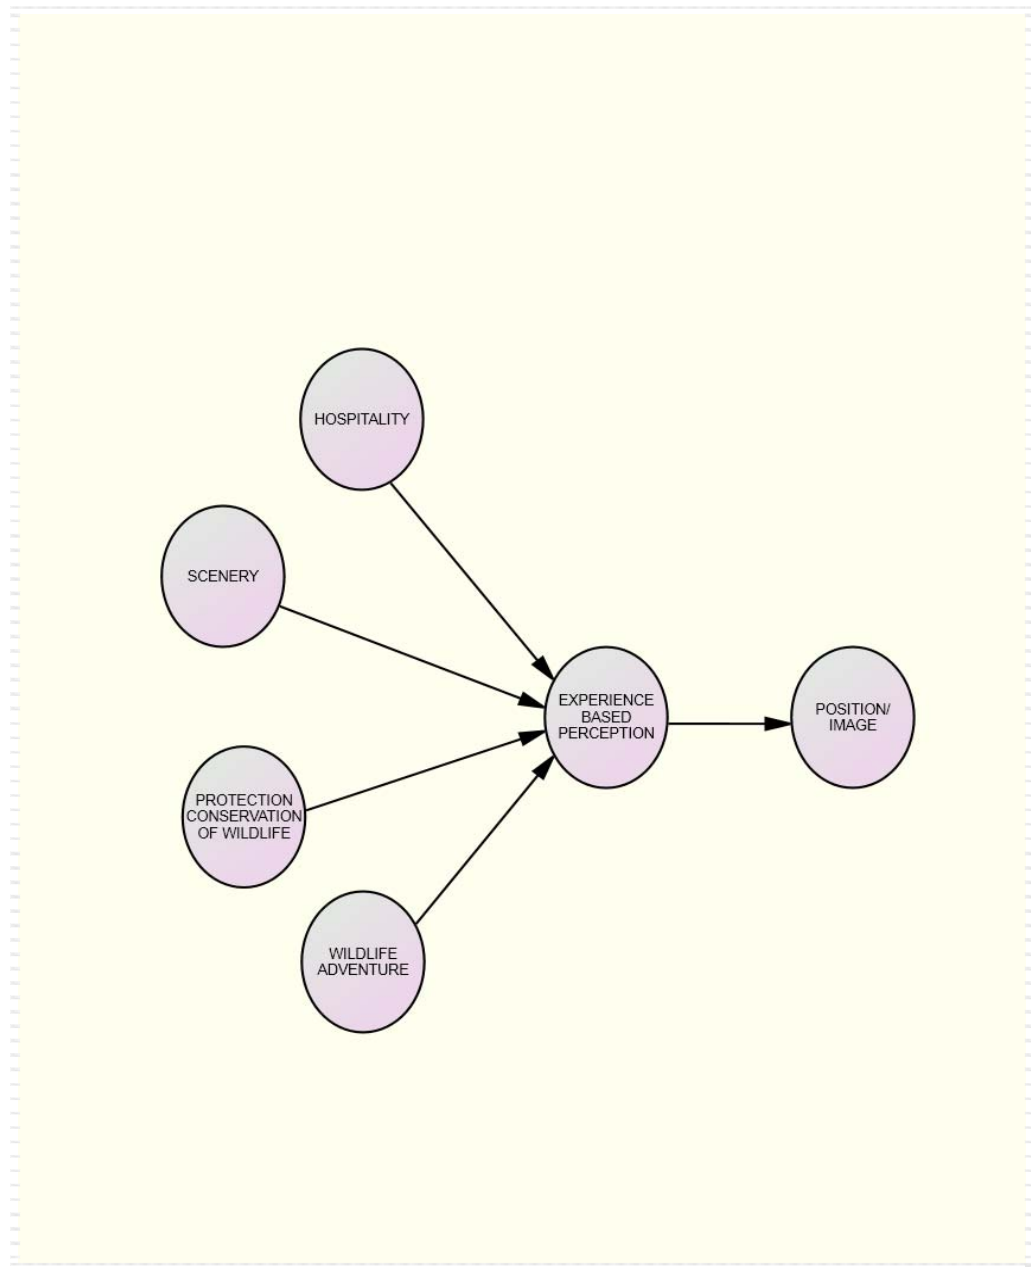 HOSPITALITY
SCENERY
EXPERIENCE
BASED
PERCEPTION
POSITION/
IMAGE
PROTECTION
CONSERVATION
OF WILDLIFE
WILDLIFE
ADVENTURE